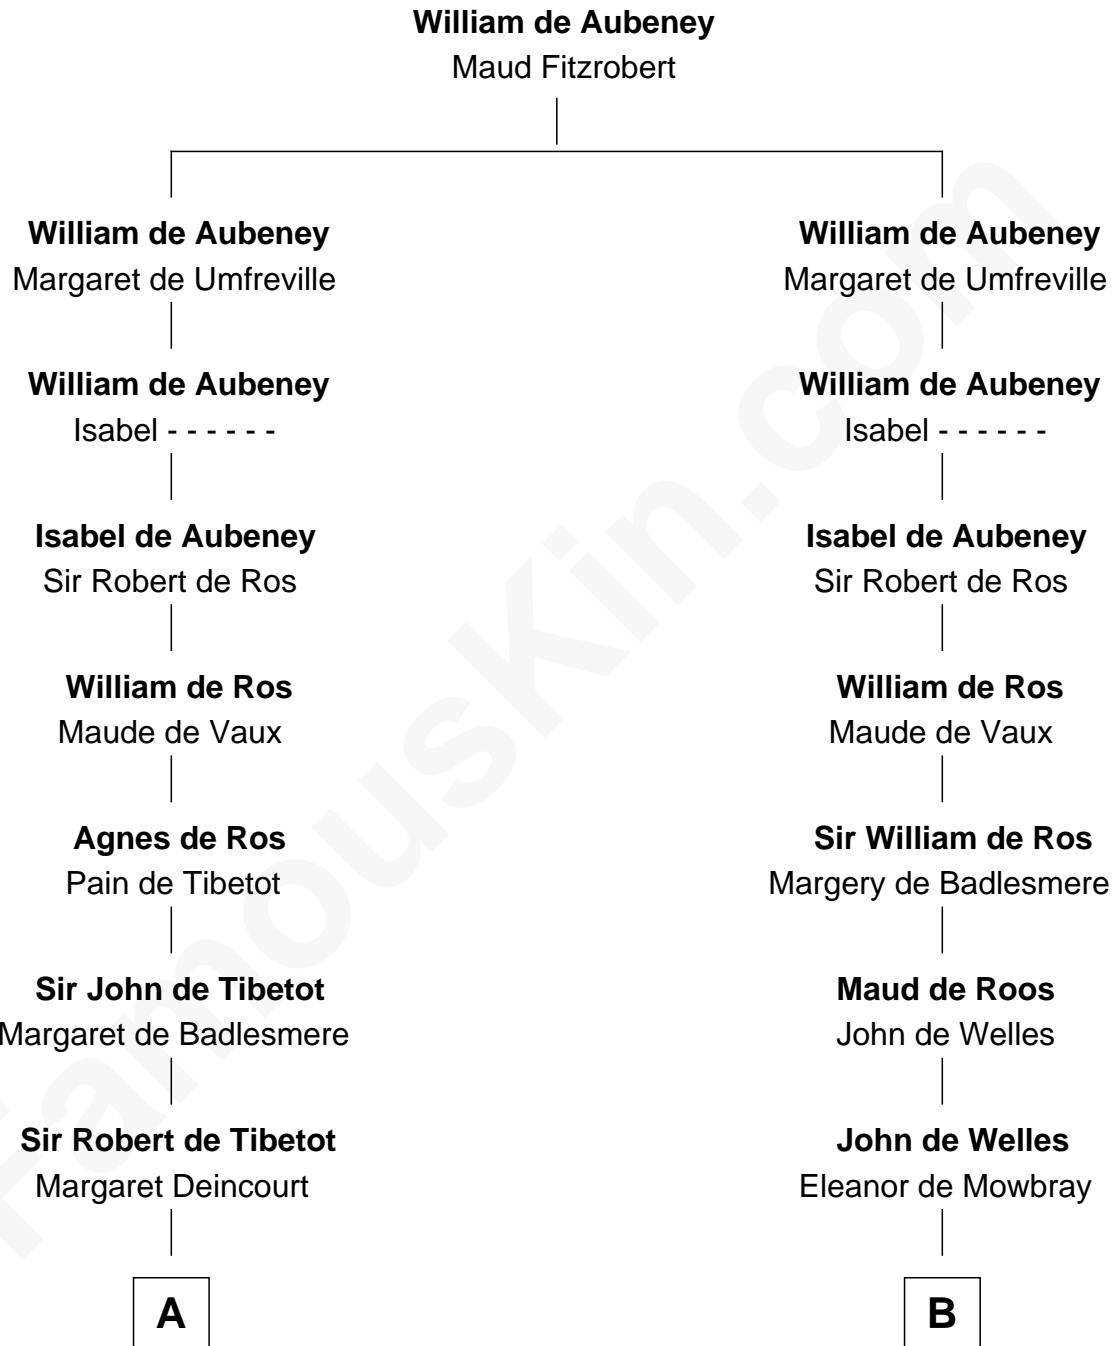 William de Aubeney
Maud Fitzrobert
William de Aubeney
Margaret de Umfreville
William de Aubeney
Margaret de Umfreville
William de Aubeney
Isabel - - - - - -
William de Aubeney
Isabel - - - - - -
Isabel de Aubeney
Sir Robert de Ros
Isabel de Aubeney
Sir Robert de Ros
William de Ros
Maude de Vaux
William de Ros
Maude de Vaux
Agnes de Ros
Pain de Tibetot
Sir William de Ros
Margery de Badlesmere
Sir John de Tibetot
Margaret de Badlesmere
Maud de Roos
John de Welles
Sir Robert de Tibetot
Margaret Deincourt
John de Welles
Eleanor de Mowbray
A
B
FamousKin.com